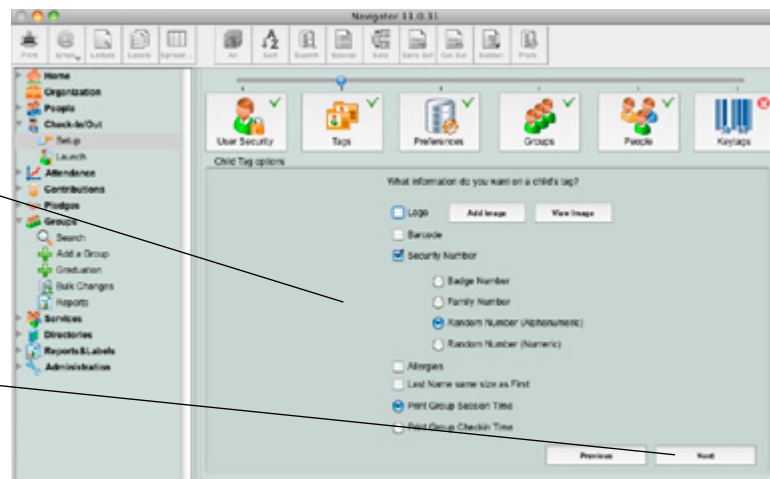 Navigator 11.0.31
Print Email Letters Labels Spread...
All Sort Search Special Save Set Get Set Prefs
Home
Organization
People
Check-In/Out
Setup
Launch
Attendance
Contributions
Pledges
Groups
Search
Add a Group
Graduation
Bulk Changes
Reports
Services
Directories
Reports&Labels
Administration
User Security Tags Preferences Groups People Keytags
Child Tag options
What information do you want on a child's tag?
Logo Add Image View Image
Barcode
Security Number
Badge Number
Family Number
Random Number (Alphanumeric)
Random Number (Numeric)
Allergies
Last Name same size as First
Print Group Session Time
Print Group Checkin Time
Previous Next